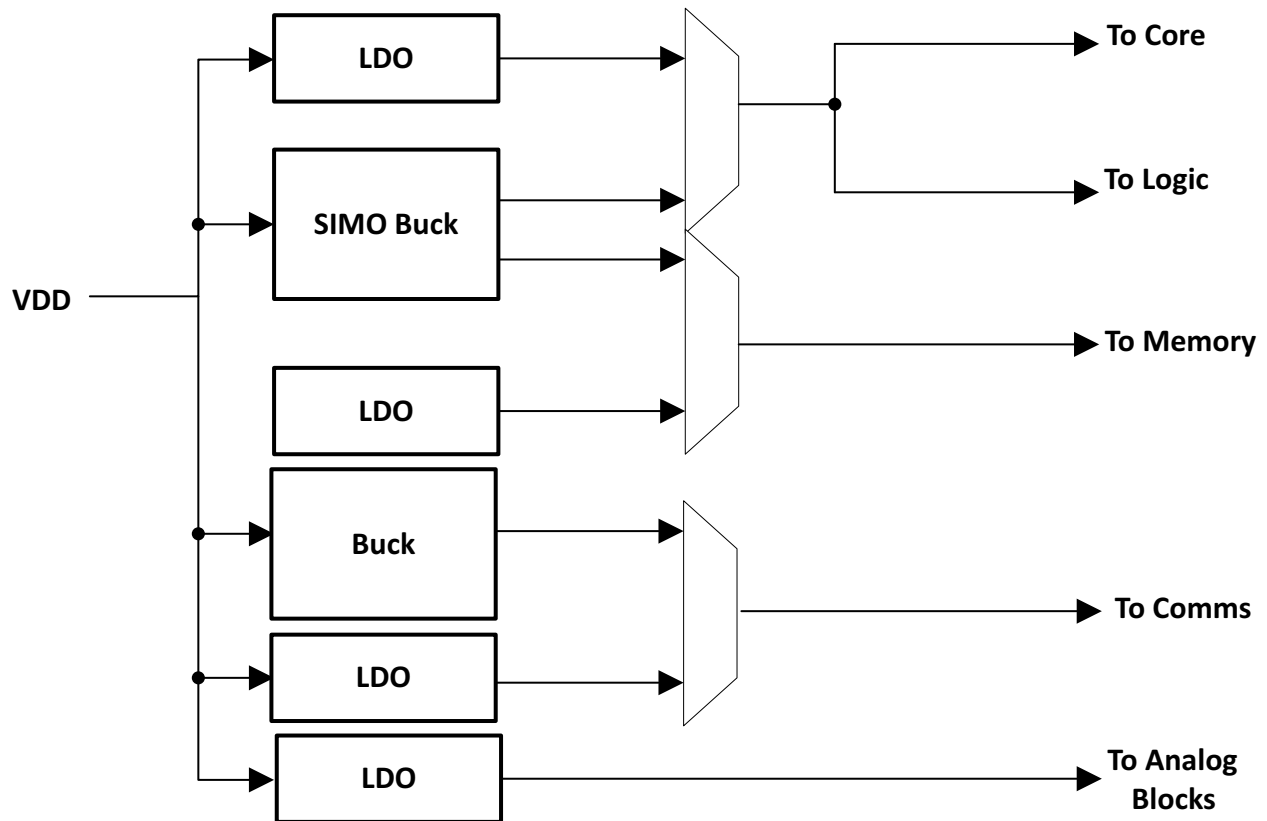 LDO
To Core
To Logic
SIMO Buck
VDD
To Memory
LDO
Buck
To Comms
LDO
To Analog
Blocks
LDO